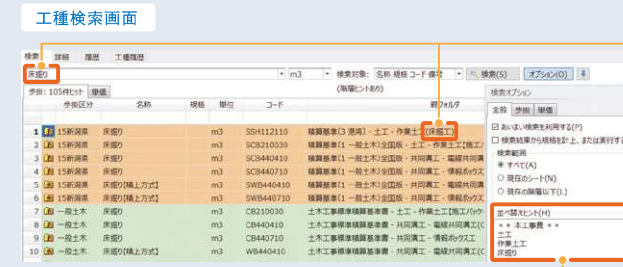 工種検索画面
検索 詳細 履歴 工種履歴
床掘り m3 検索対象: 名称 規格 コード 備考 検索(S) オプション(O)
歩掛: 105件ヒット 単価 (階層ヒントあり) 検索オプション
歩掛区分 名称 規格 単位 コード 親フォルダ
全般 歩掛 単価
1 15新潟県 床掘り m3 SSH112110 積算基準(3 港湾) - 土工 - 作業土工(床掘工)
あいまい検索を利用する(P)
2 15新潟県 床掘り m3 SCB210030 積算基準(1 一般土木)全国版 - 土工 - 作業土工【施工パ
検索結果から規格を計上、または実行する
3 15新潟県 床掘り m3 SCB440410 積算基準(1 一般土木)全国版 - 共同溝工 - 電線共同溝
検索範囲
4 15新潟県 床掘り m3 SCB440710 積算基準(1 一般土木)全国版 - 共同溝工 - 情報ボックス
すべて(A)
5 15新潟県 床掘り【積上方式】 m3 SWB440410 積算基準(1 一般土木)全国版 - 共同溝工 - 電線共同溝
現在のシート(N)
6 15新潟県 床掘り【積上方式】 m3 SWB440710 積算基準(1 一般土木)全国版 - 共同溝工 - 情報ボックス
現在の階層以下(L)
7 一般土木 床掘り m3 CB210030 土木工事標準積算基準書 - 土工 - 作業土工【施工パッケ
並べ替えヒント(H)
8 一般土木 床掘り m3 CB440410 土木工事標準積算基準書 - 共同溝工 - 電線共同溝工(C
** 本工事費 **
土工
9 一般土木 床掘り m3 CB440710 土木工事標準積算基準書 - 共同溝工 - 情報ボックス工
作業土工
10 一般土木 床掘り【積上方式】 m3 WB440410 土木工事標準積算基準書 - 共同溝工 - 電線共同溝工(C
床掘り